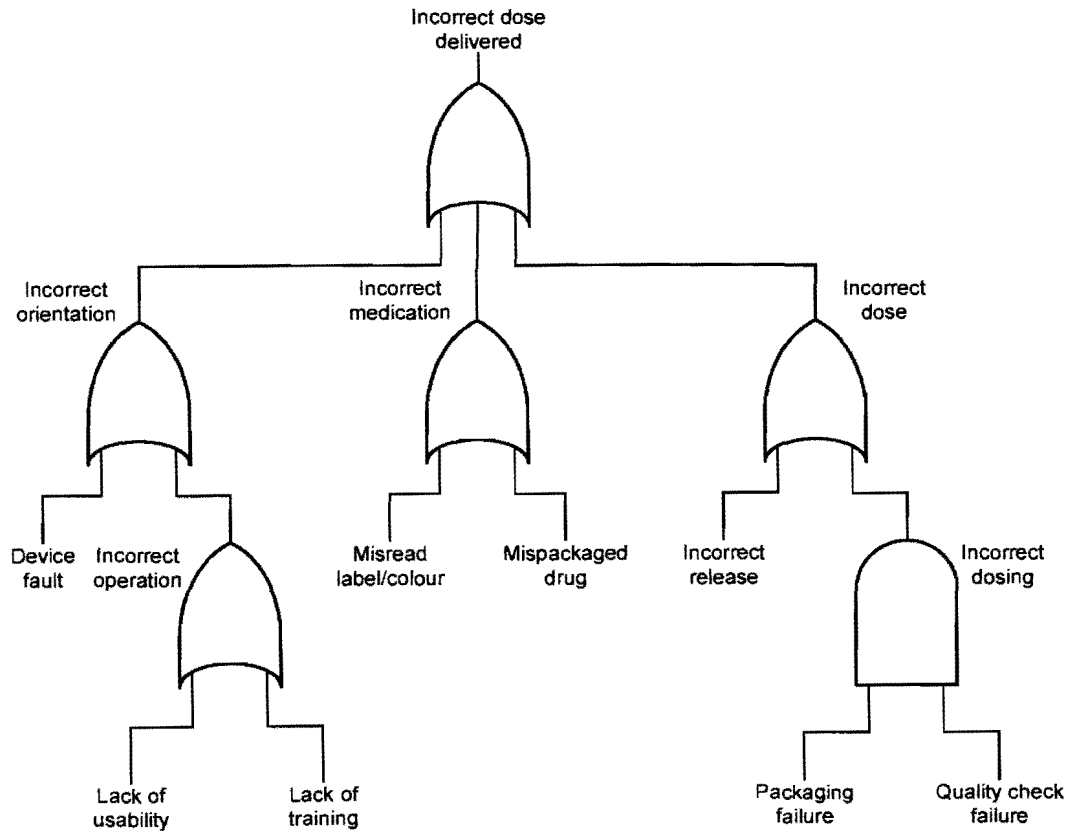 Incorrect dose
delivered
Incorrect
orientation
Incorrect
medication
Incorrect
dose
Device
fault
Incorrect
operation
Misread
label/colour
Mispackaged
drug
Incorrect
release
Incorrect
dosing
Lack of
usability
Lack of
training
Packaging
failure
Quality check
failure